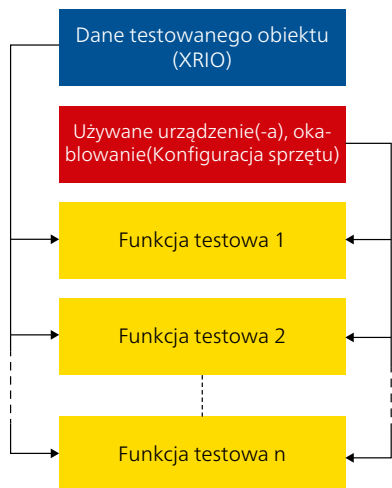 Dane testowanego obiektu
(XRIO)
Używane urządzenie(-a), oka-
blowanie(Konfiguracja sprzętu)
Funkcja testowa 1
Funkcja testowa 2
Funkcja testowa n